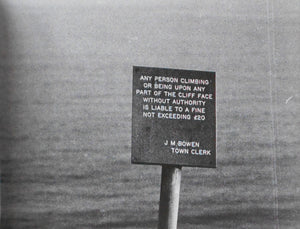 ANY PERSON CLIMBING
OR BEING UPON ANY
PART OF THE CLIFF FACE
WITHOUT AUTHORITY
IS LIABLE TO A FINE
NOT EXCEEDING £20
J M. BOWEN
TOWN CLERK